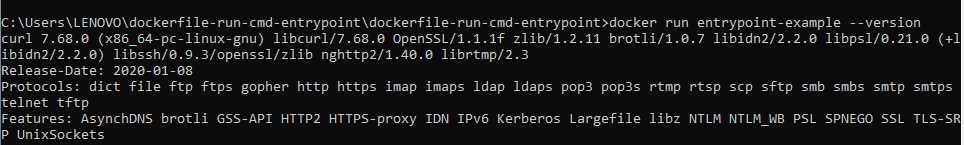 C:\Users\LENOVO\dockerfile-run-cmd-entrypoint\dockerfile-run-cmd-entrypoint>docker run entrypoint-example --version
curl 7.68.0 (x86_64-pc-linux-gnu) libcurl/7.68.0 OpenSSL/1.1.1f zlib/1.2.11 brotli/1.0.7 libidn2/2.2.0 libpsl/0.21.0 (+l
ibidn2/2.2.0) libssh/0.9.3/openssl/zlib nghttp2/1.40.0 librtmp/2.3
Release-Date: 2020-01-08
Protocols: dict file ftp ftps gopher http https imap imaps ldap ldaps pop3 pop3s rtmp rtsp scp sftp smb smbs smtp smtps
telnet tftp
Features: AsynchDNS brotli GSS-API HTTP2 HTTPS-proxy IDN IPv6 Kerberos Largefile libz NTLM NTLM_WB PSL SPNEGO SSL TLS-SR
P UnixSockets